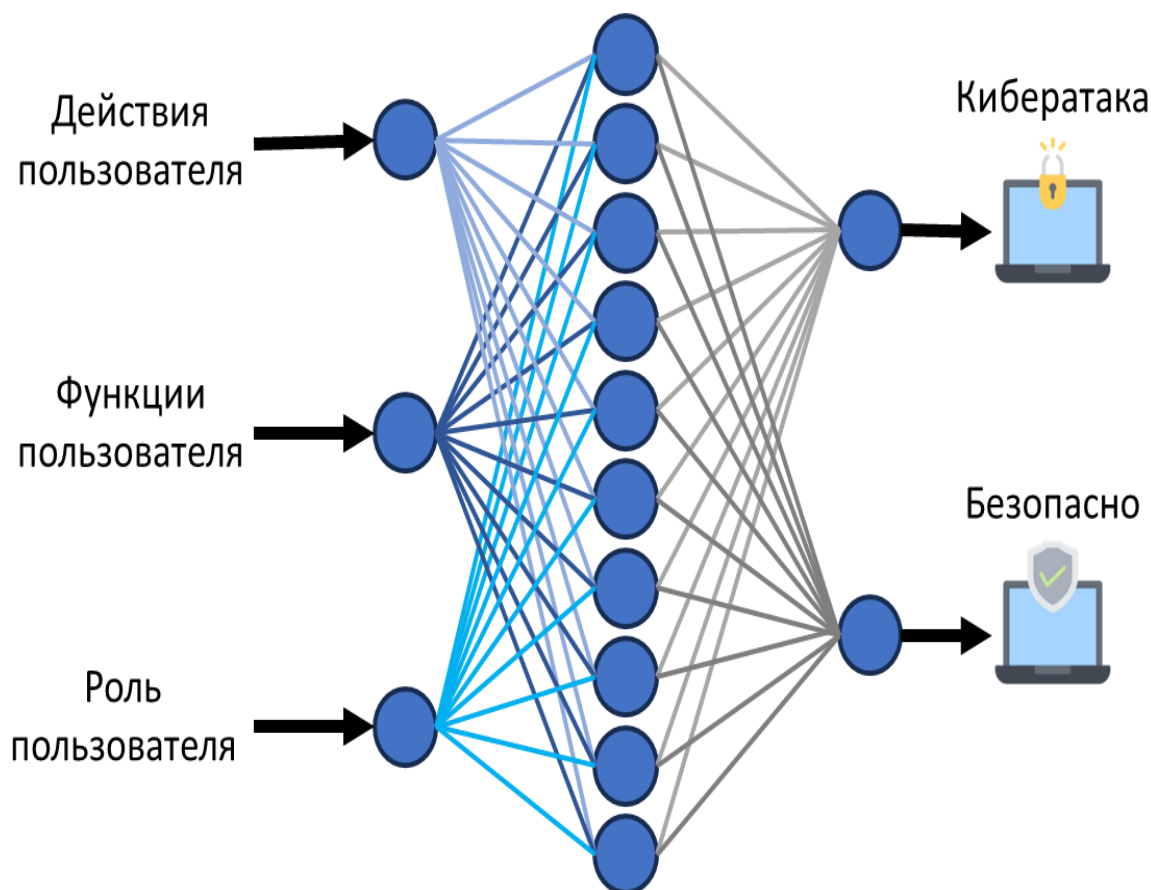 Действия
пользователя
Функции
пользователя
Роль
пользователя
Кибератака
Безопасно